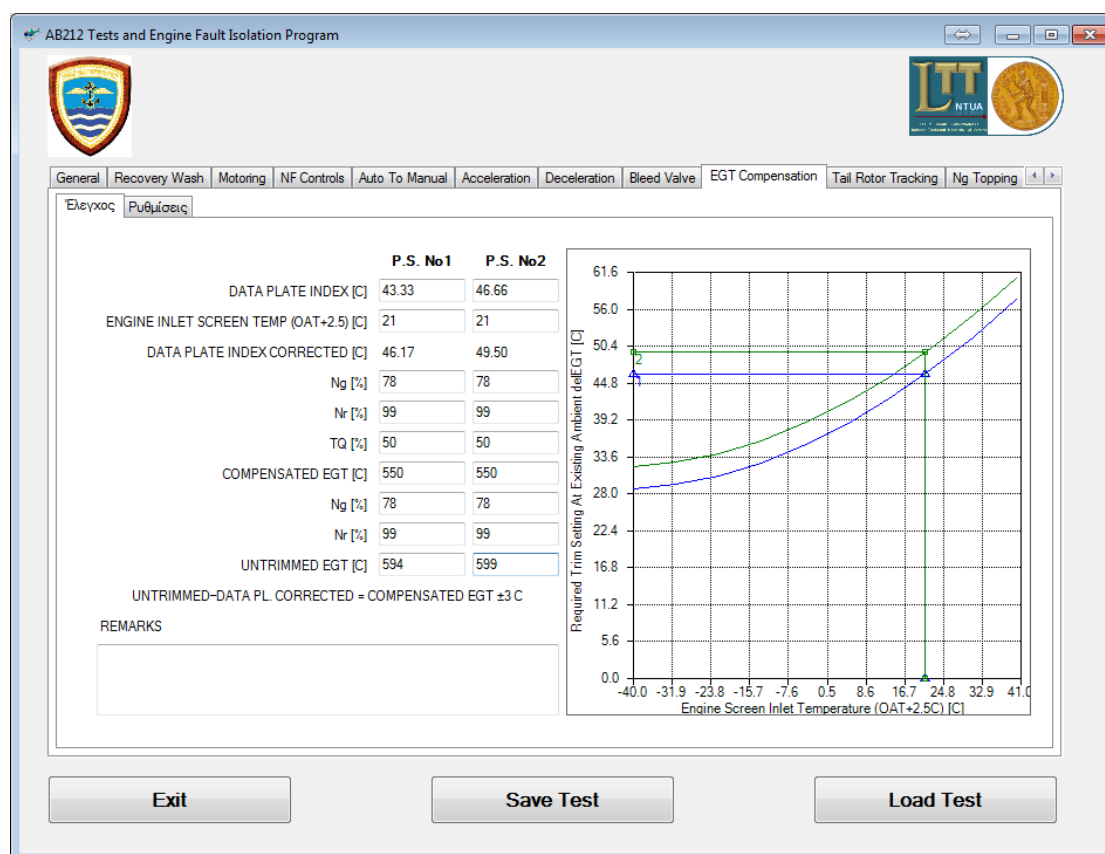 AB212 Tests and Engine Fault Isolation Program
LTT
NTUA
General Recovery Wash Motoring NF Controls Auto To Manual Acceleration Deceleration Bleed Valve EGT Compensation Tail Rotor Tracking Ng Topping
Έλεγχος Ρυθμίσεις
P.S. No1 P.S. No2
DATA PLATE INDEX [C] 43.33 46.66
ENGINE INLET SCREEN TEMP (OAT+2.5) [C] 21 21
DATA PLATE INDEX CORRECTED [C] 46.17 49.50
Ng [%] 78 78
Nr [%] 99 99
TQ [%] 50 50
COMPENSATED EGT [C] 550 550
Ng [%] 78 78
Nr [%] 99 99
UNTRIMMED EGT [C] 594 599
UNTRIMMED-DATA PL. CORRECTED = COMPENSATED EGT ±3 C
REMARKS
Required Trim Setting At Existing Ambient delEGT [C]
61.6
56.0
50.4
44.8
39.2
33.6
28.0
22.4
16.8
11.2
5.6
0.0
2
1
-40.0 -31.9 -23.8 -15.7 -7.6 0.5 8.6 16.7 24.8 32.9 41.0
Engine Screen Inlet Temperature (OAT+2.5C) [C]
Exit Save Test Load Test